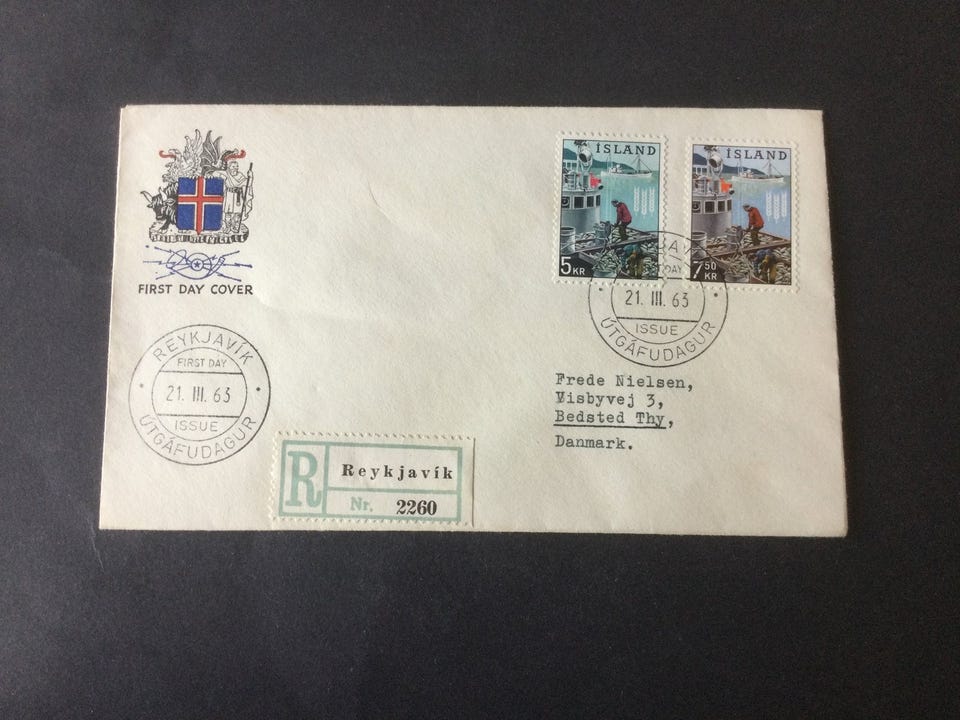 ÍSLAND
5 KR
ÍSLAND
7 50 KR
FIRST DAY COVER
REYKJAVÍK
FIRST DAY
21. III. 63
ISSUE
ÚTGÁFUDAGUR
DAY
21. III. 63
ISSUE
ÚTGÁFUDAGUR
Frede Nielsen,
Visbyvej 3,
Bedsted Thy,
Danmark.
R
Reykjavík
Nr. 2260